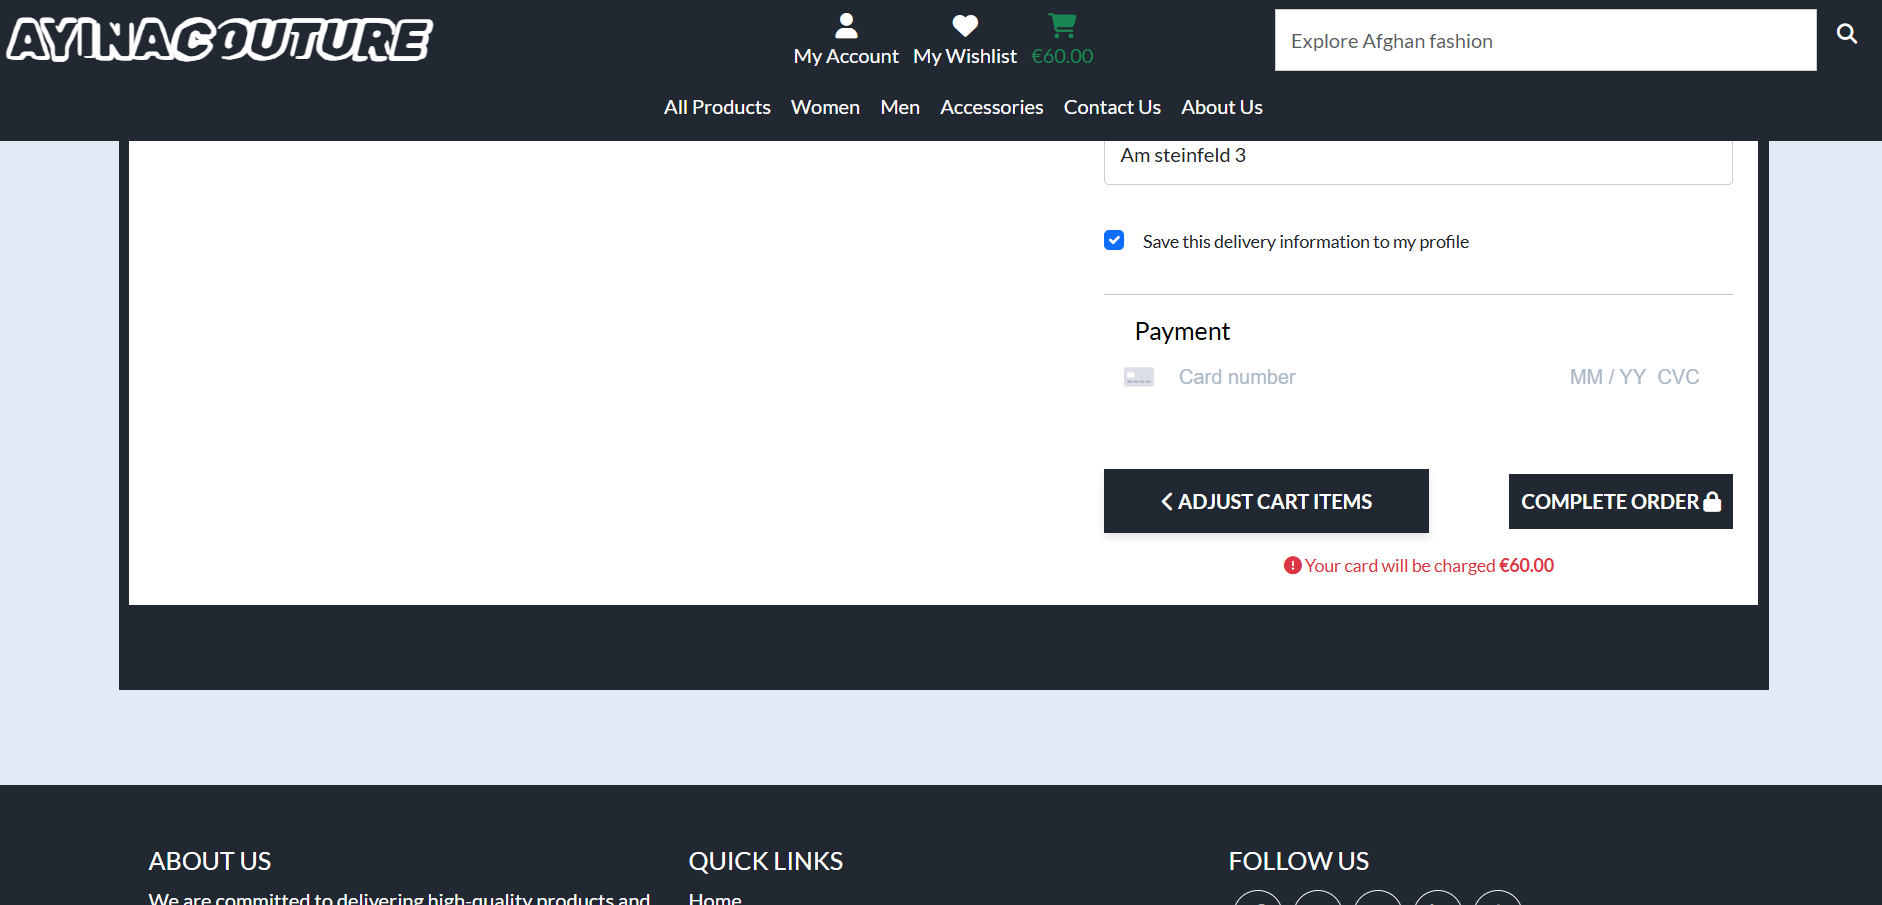 AYINACOUTURE
My Account My Wishlist €60.00
Explore Afghan fashion
All Products Women Men Accessories Contact Us About Us
Am steinfeld 3
Save this delivery information to my profile
Payment
Card number MM / YY CVC
ADJUST CART ITEMS
COMPLETE ORDER
Your card will be charged €60.00
ABOUT US
We are committed to delivering high-quality products and
QUICK LINKS
Home
FOLLOW US